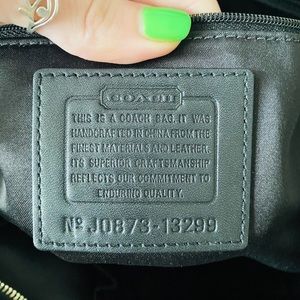 COACH
THIS IS A COACH BAG. IT WAS
HANDCRAFTED IN CHINA FROM THE
FINEST MATERIALS AND LEATHER.
ITS SUPERIOR CRAFTSMANSHIP
REFLECTS OUR COMMITMENT TO
ENDURING QUALITY.
Nº J0873-13299